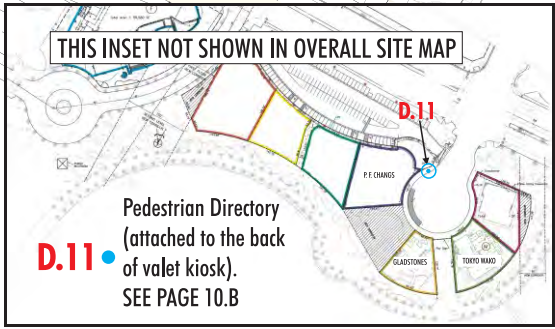 THIS INSET NOT SHOWN IN OVERALL SITE MAP
D.11
P.F. CHANGS
GLADSTONES
TOKYO WAKO
D.11
Pedestrian Directory
(attached to the back
of valet kiosk).
SEE PAGE 10.B